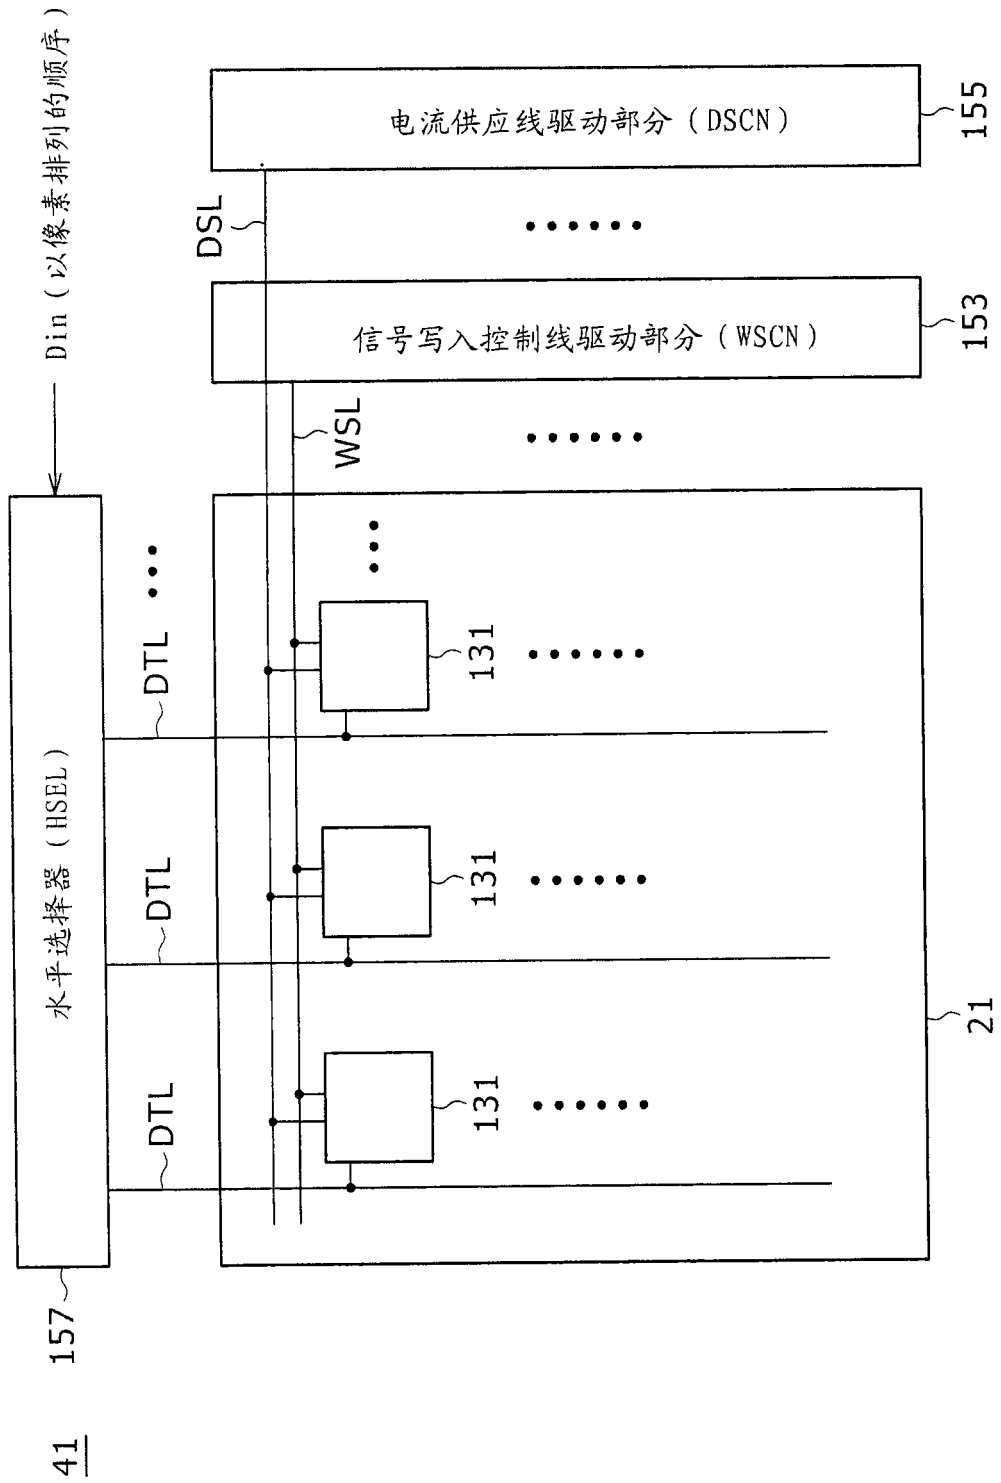 41
157
水平选择器(HSEL)
Din(以像素排列的顺序)
DTL
DTL
DTL
DSL
WSL
131
131
131
21
信号写入控制线驱动部分(WSCN)
153
电流供应线驱动部分(DSCN)
155